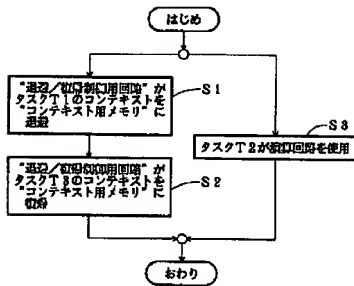 はじめ
“退避／復帰制御用回路”が
タスクT1のコンテキストを
“コンテキスト用メモリ”に
退避
S1
S3
タスクT2が演算回路を使用
“退避／復帰制御用回路”が
タスクT3のコンテキストを
“コンテキスト用メモリ”に
復帰
S2
おわり